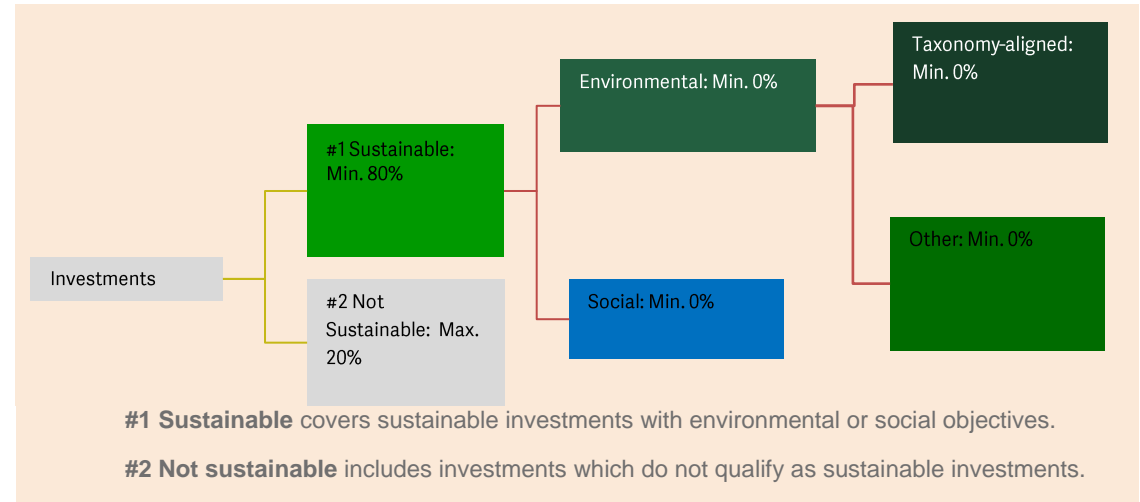 Taxonomy-aligned:
Min. 0%
Environmental: Min. 0%
#1 Sustainable:
Min. 80%
Other: Min. 0%
Investments
#2 Not
Sustainable: Max.
20%
Social: Min. 0%
#1 Sustainable covers sustainable investments with environmental or social objectives.
#2 Not sustainable includes investments which do not qualify as sustainable investments.